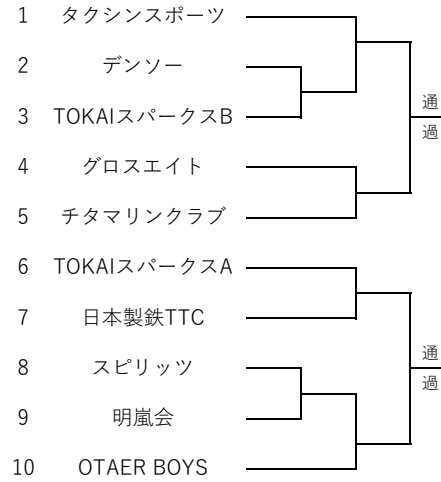 1 タクシンスポーツ
2 デンソー
3 TOKAIスパークスB
通過
4 グロスエイト
5 チタマリンクラブ
6 TOKAIスパークスA
7 日本製鉄TTC
8 スピリッツ
通過
9 明嵐会
10 OTAER BOYS